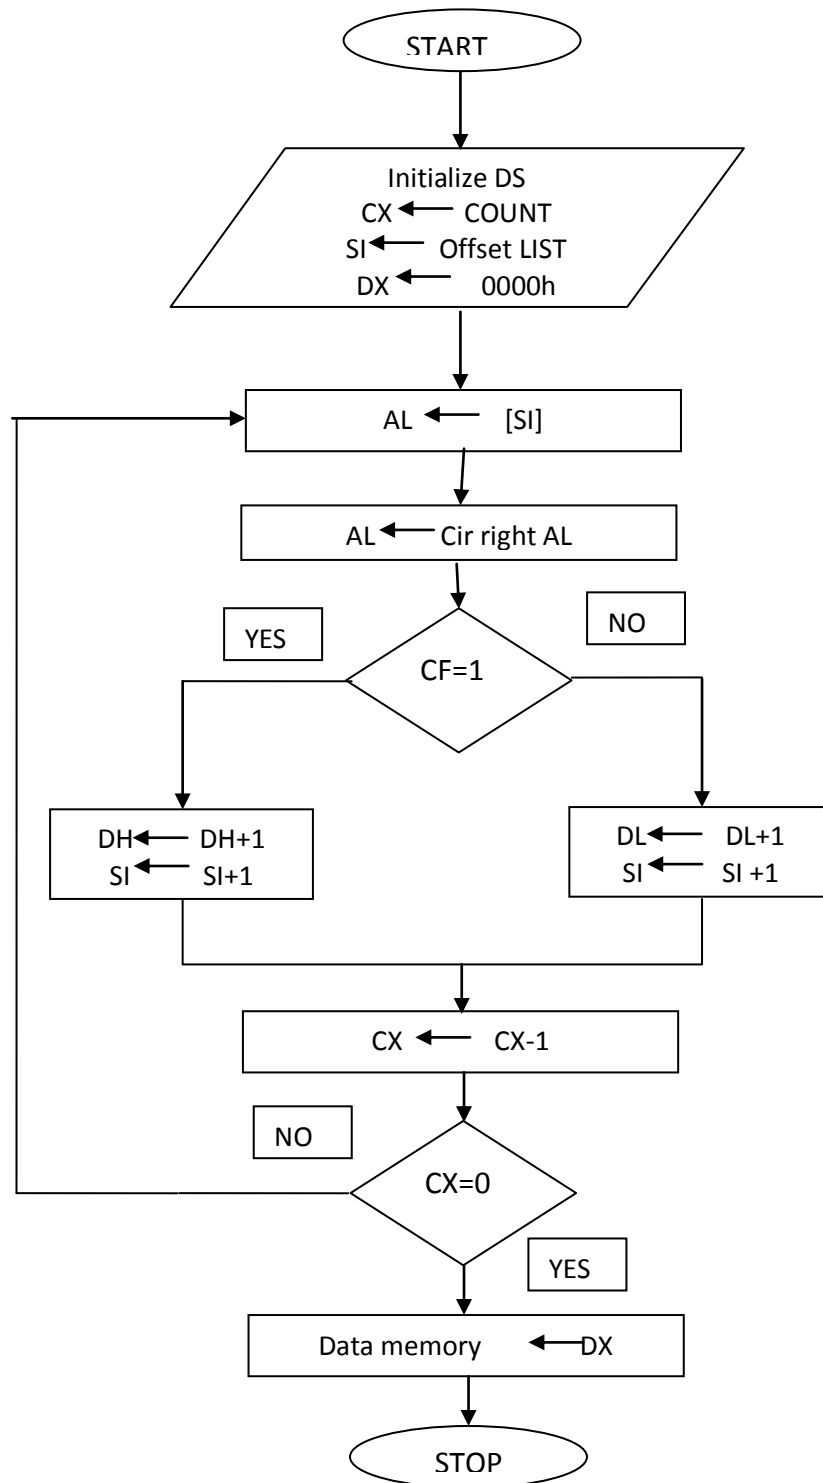 START
Initialize DS
CX ← COUNT
SI ← Offset LIST
DX ← 0000h
AL ← [SI]
AL ← Cir right AL
YES
NO
CF=1
DH ← DH+1
SI ← SI+1
DL ← DL+1
SI ← SI +1
CX ← CX-1
NO
CX=0
YES
Data memory ← DX
STOP